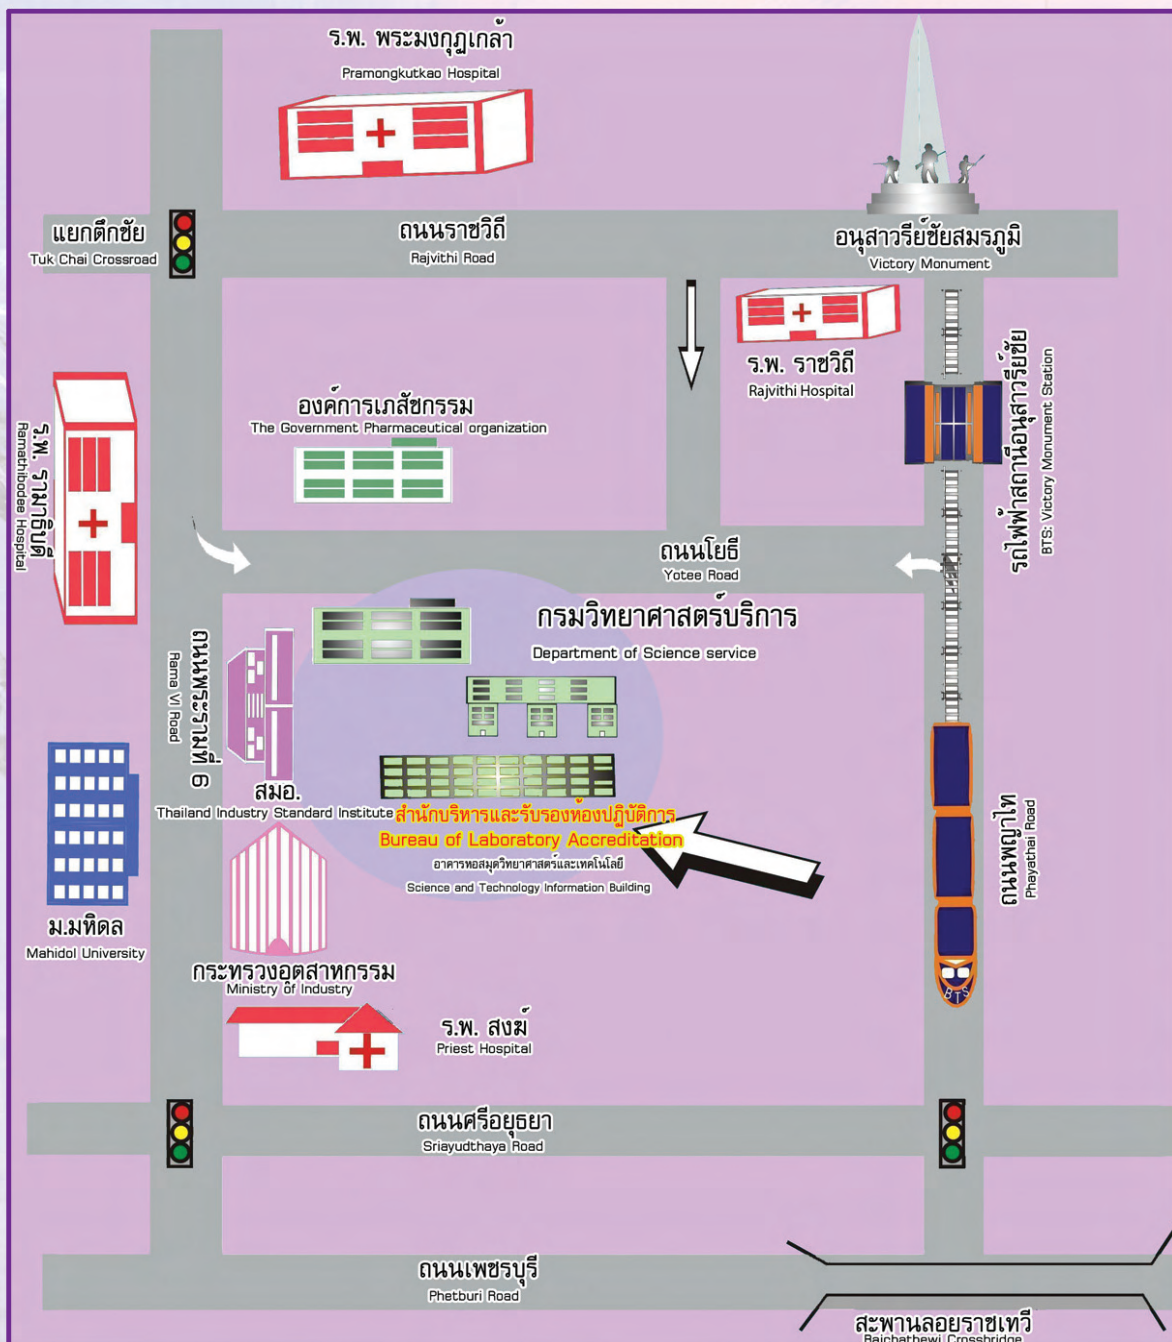 ร.พ. พระมงกุฎเกล้า
Pramongkutkao Hospital
แยกตึกชัย
Tuk Chai Crossroad
ถนนราชวิถี
Rajvithi Road
อนุสาวรีย์ชัยสมรภูมิ
Victory Monument
ร.พ. ราชวิถี
Rajvithi Hospital
รถไฟฟ้าสถานีอนุสาวรีย์ชัย
BTS: Victory Monument Station
องค์การเภสัชกรรม
The Government Pharmaceutical organization
ร.พ. รามาธิบดี
Ramathibodee Hospital
ถนนโยธี
Yotee Road
กรมวิทยาศาสตร์บริการ
Department of Science service
ถนนพระรามที่ 6
Rama VI Road
สมอ.
Thailand Industry Standard Institute
สำนักบริหารและรับรองห้องปฏิบัติการ
Bureau of Laboratory Accreditation
อาคารหอสมุดวิทยาศาสตร์และเทคโนโลยี
Science and Technology Information Building
ถนนพญาไท
Phayathai Road
ม.มหิดล
Mahidol University
กระทรวงอุตสาหกรรม
Ministry of Industry
BTS
ร.พ. สงฆ์
Priest Hospital
ถนนศรีอยุธยา
Sriayudthaya Road
ถนนเพชรบุรี
Phetburi Road
สะพานลอยราชเทวี
Rajchathewi Crossbridge